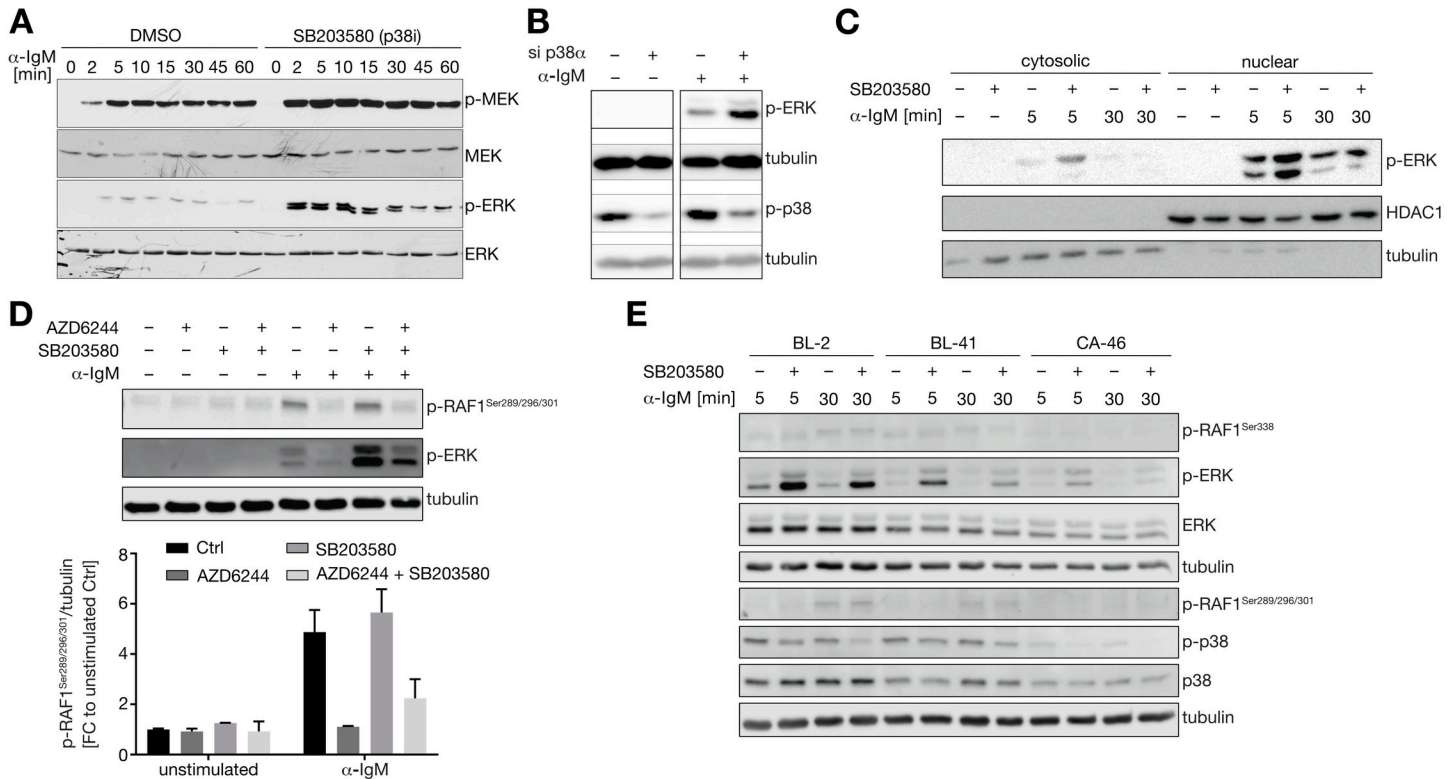 A
DMSO SB203580 (p38i)
α-IgM [min] 0 2 5 10 15 30 45 60 0 2 5 10 15 30 45 60
p-MEK
MEK
p-ERK
ERK
B
si p38α – + – +
α-IgM – – + +
p-ERK
tubulin
p-p38
tubulin
C
cytosolic nuclear
SB203580 – + – + – + – + – + – +
α-IgM [min] – – 5 5 30 30 – – 5 5 30 30
p-ERK
HDAC1
tubulin
D
AZD6244 – + – + – + – +
SB203580 – – + + – – + +
α-IgM – – – – + + + +
p-RAF1Ser289/296/301
p-ERK
tubulin
p-RAF1Ser289/296/301/tubulin
[FC to unstimulated Ctrl]
8
6
4
2
0
Ctrl SB203580
AZD6244 AZD6244 + SB203580
unstimulated α-IgM
E
BL-2 BL-41 CA-46
SB203580 – + – + – + – + – + – +
α-IgM [min] 5 5 30 30 5 5 30 30 5 5 30 30
p-RAF1Ser338
p-ERK
ERK
tubulin
p-RAF1Ser289/296/301
p-p38
p38
tubulin